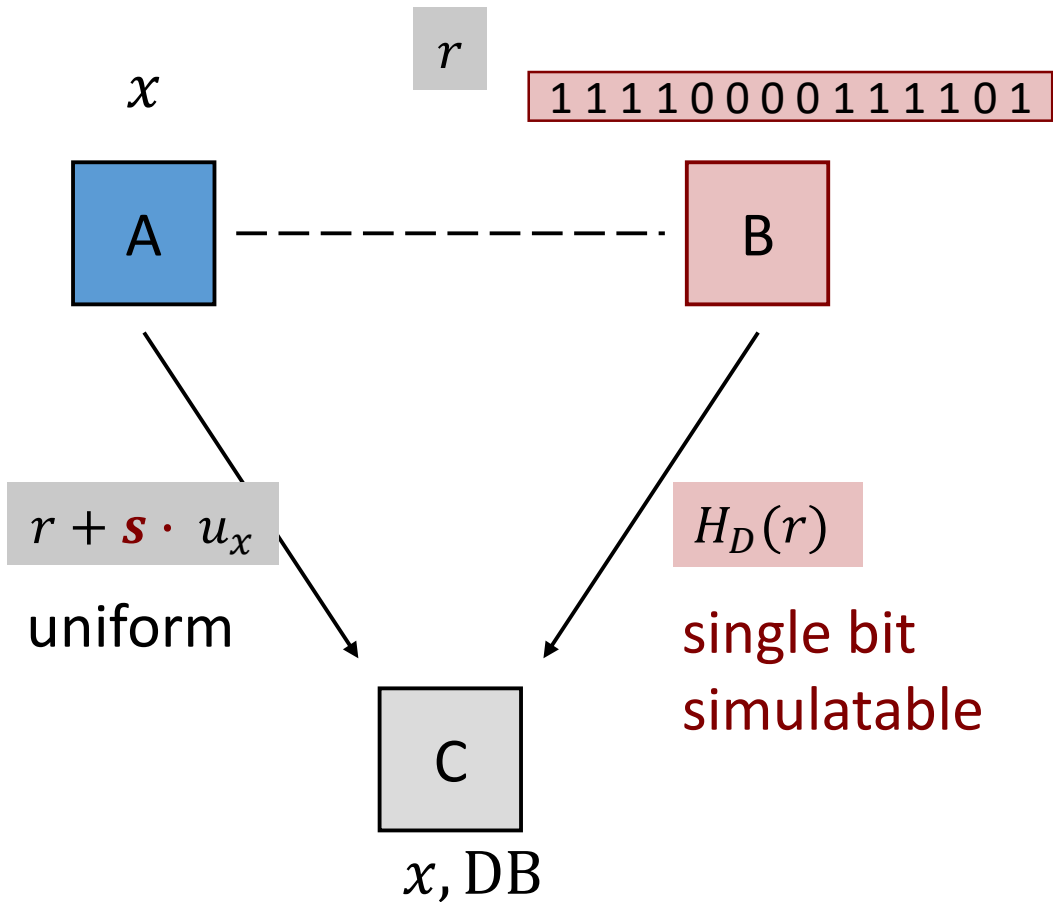 r
x
1 1 1 1 0 0 0 0 1 1 1 1 0 1
A
B
r + s · u_x
H_D(r)
uniform
single bit
simulatable
C
x, DB